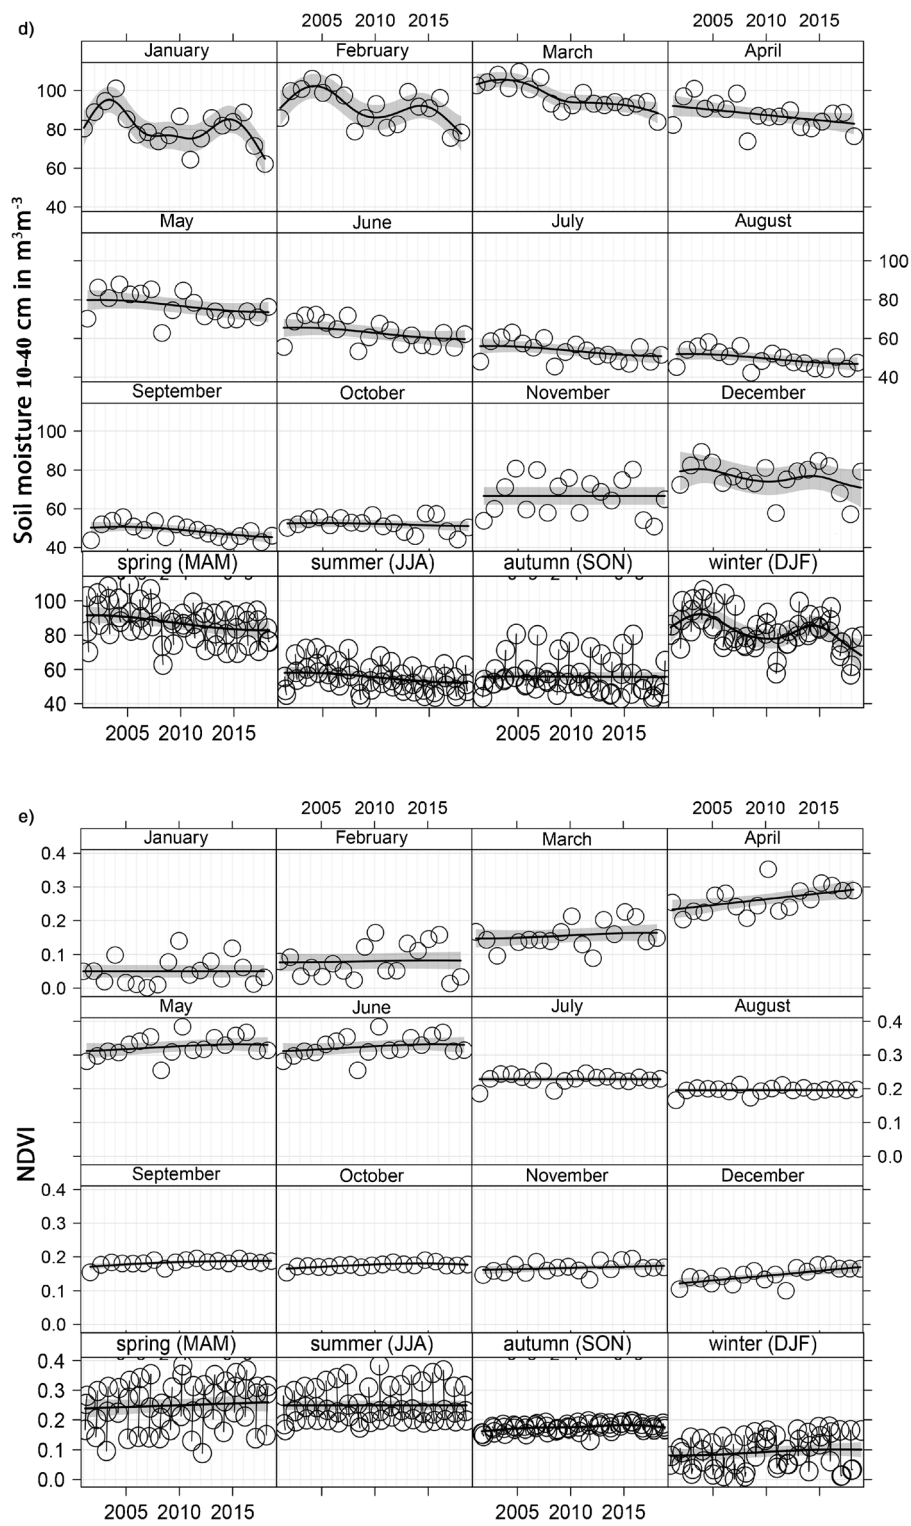 d)
2005 2010 2015 2005 2010 2015
January February March April
100
80
60
40
May June July August
100
80
60
40
September October November December
100
80
60
40
spring (MAM) summer (JJA) autumn (SON) winter (DJF)
100
80
60
40
2005 2010 2015 2005 2010 2015
Soil moisture 10-40 cm in m³m⁻³
e)
2005 2010 2015 2005 2010 2015
January February March April
0.4
0.3
0.2
0.1
0.0
May June July August
0.4
0.3
0.2
0.1
0.0
September October November December
0.4
0.3
0.2
0.1
0.0
spring (MAM) summer (JJA) autumn (SON) winter (DJF)
0.4
0.3
0.2
0.1
0.0
2005 2010 2015 2005 2010 2015
NDVI